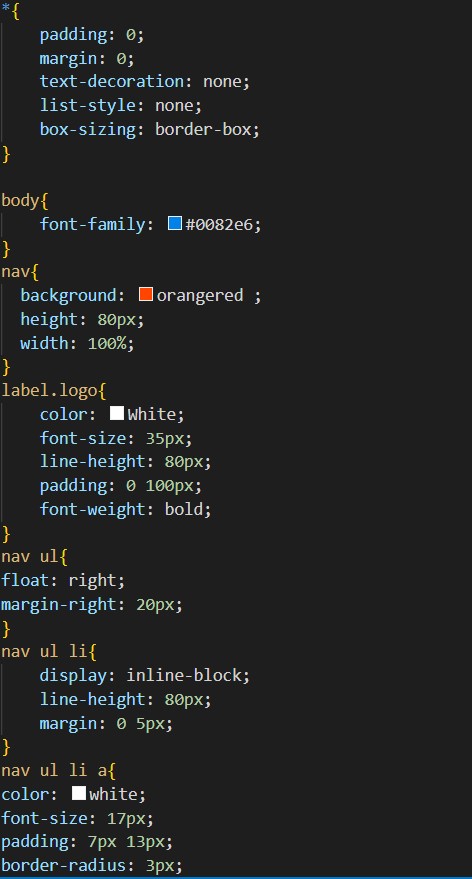 *{
    padding: 0;
    margin: 0;
    text-decoration: none;
    list-style: none;
    box-sizing: border-box;
}

body{
    font-family: #0082e6;
}
nav{
  background: orangered ;
  height: 80px;
  width: 100%;
}
label.logo{
    color: White;
    font-size: 35px;
    line-height: 80px;
    padding: 0 100px;
    font-weight: bold;
}
nav ul{
float: right;
margin-right: 20px;
}
nav ul li{
    display: inline-block;
    line-height: 80px;
    margin: 0 5px;
}
nav ul li a{
color: white;
font-size: 17px;
padding: 7px 13px;
border-radius: 3px;